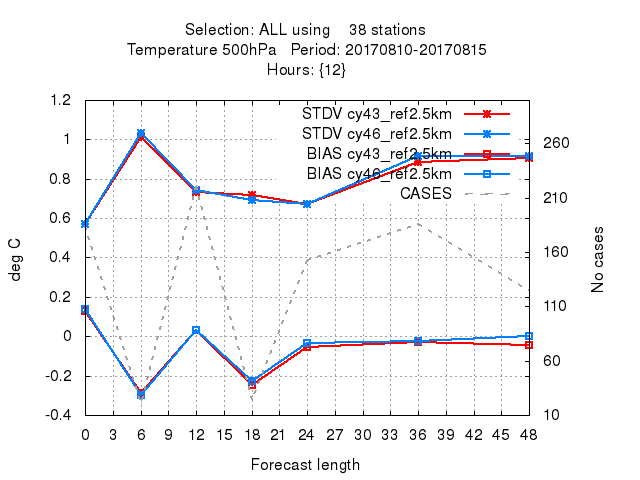 Selection: ALL using 38 stations
Temperature 500hPa Period: 20170810-20170815
Hours: {12}
STDV cy43_ref2.5km
STDV cy46_ref2.5km
BIAS cy43_ref2.5km
BIAS cy46_ref2.5km
CASES
deg C
1.2
1
0.8
0.6
0.4
0.2
0
-0.2
-0.4
No cases
260
210
160
110
60
10
0 3 6 9 12 15 18 21 24 27 30 33 36 39 42 45 48
Forecast length